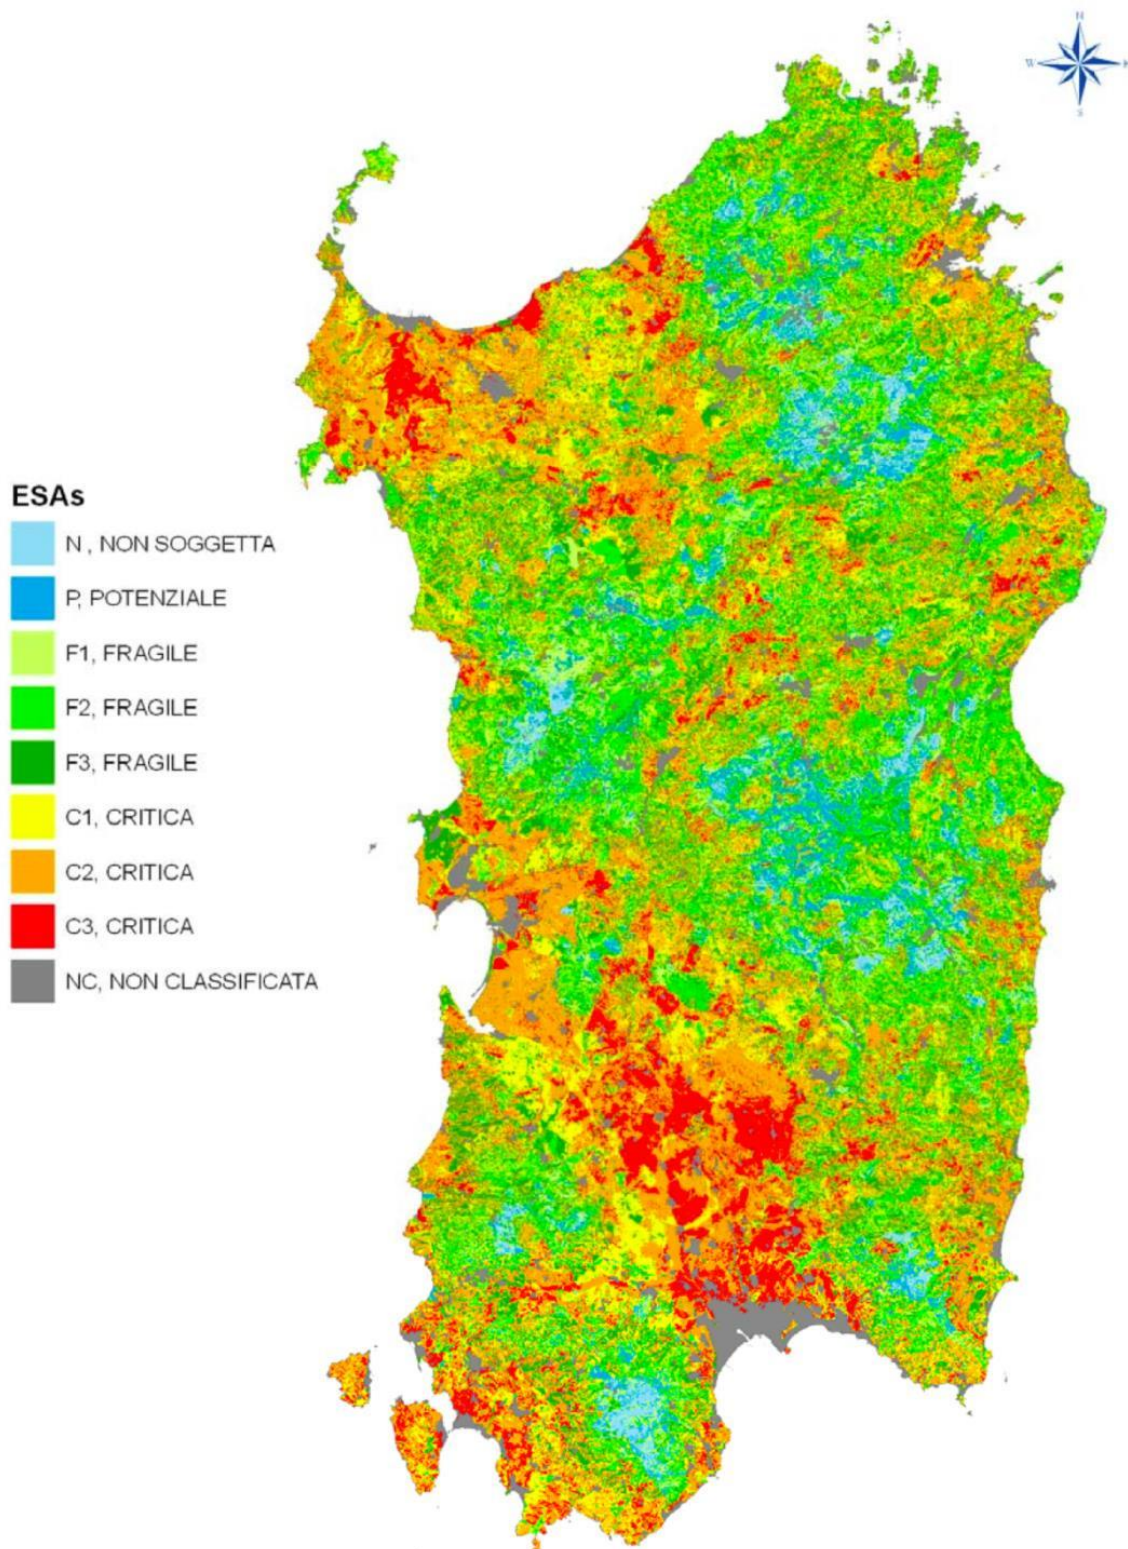 N
W
E
S
ESAs
N , NON SOGGETTA
P, POTENZIALE
F1, FRAGILE
F2, FRAGILE
F3, FRAGILE
C1, CRITICA
C2, CRITICA
C3, CRITICA
NC, NON CLASSIFICATA